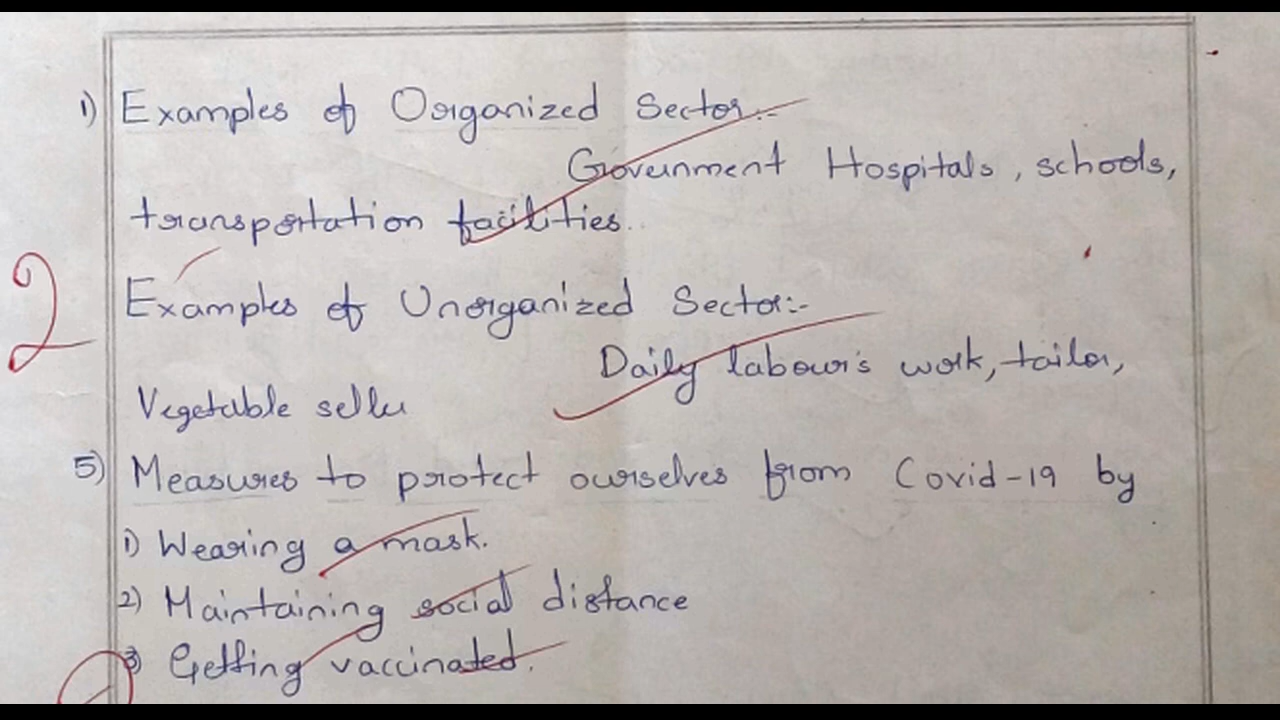 1) Examples of Organized Sector:-
Government Hospitals, schools,
transportation facilities.
2
Examples of Unorganized Sector:-
Daily labour's work, tailor,
Vegetable seller
5) Measures to protect ourselves from Covid-19 by
1) Wearing a mask.
2) Maintaining social distance
3) Getting vaccinated.